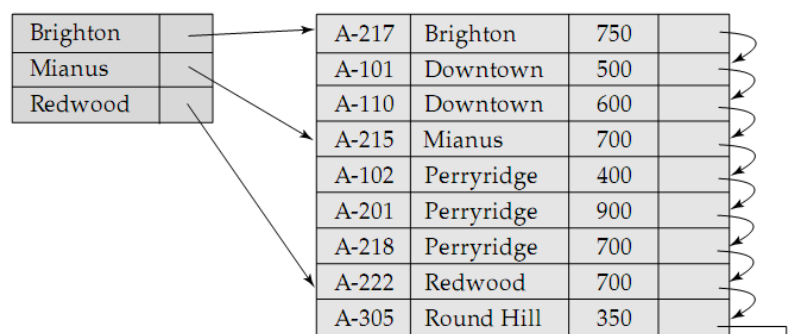 Brighton
Mianus
Redwood
A-217 Brighton 750
A-101 Downtown 500
A-110 Downtown 600
A-215 Mianus 700
A-102 Perryridge 400
A-201 Perryridge 900
A-218 Perryridge 700
A-222 Redwood 700
A-305 Round Hill 350